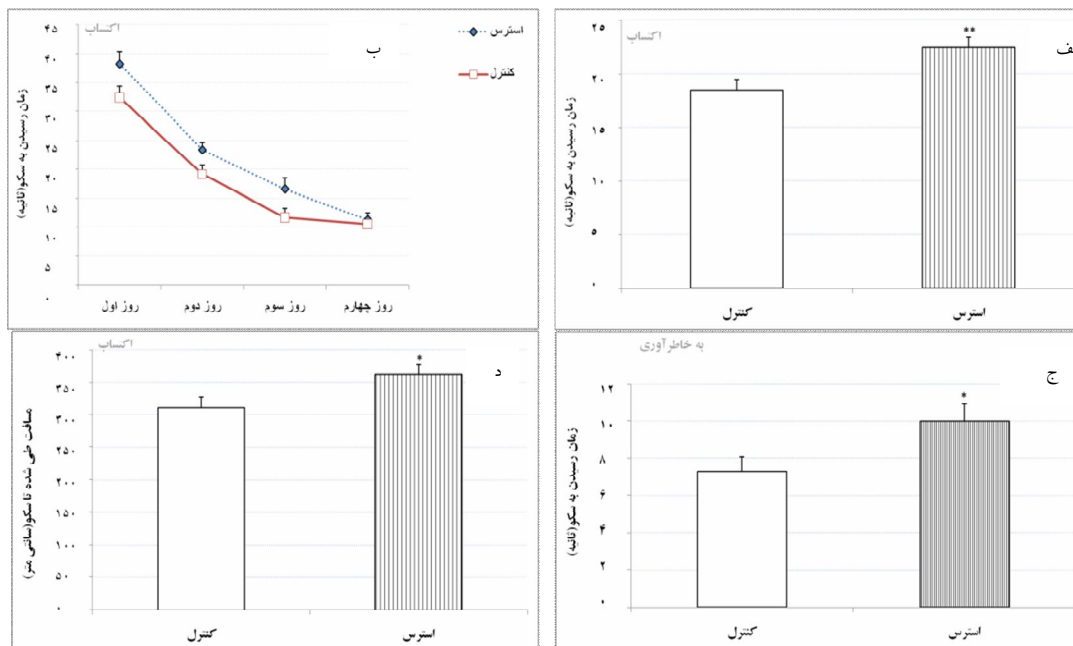 ف
اکتساب
زمان رسیدن به سکو(ثانیه)
۲۵
۲۰
۱۵
۱۰
۵
۰
**
کنترل
استرس
ب
اکتساب
استرس
کنترل
زمان رسیدن به سکو(ثانیه)
۴۵
۴۰
۳۵
۳۰
۲۵
۲۰
۱۵
۱۰
۵
۰
روز اول روز دوم روز سوم روز چهارم
ج
به خاطرآوری
زمان رسیدن به سکو(ثانیه)
۱۲
۱۰
۸
۶
۴
۲
۰
*
کنترل
استرس
د
اکتساب
مسافت طی شده تا سکو(سانتی متر)
۴۰۰
۳۵۰
۳۰۰
۲۵۰
۲۰۰
۱۵۰
۱۰۰
۵۰
۰
*
کنترل
استرس